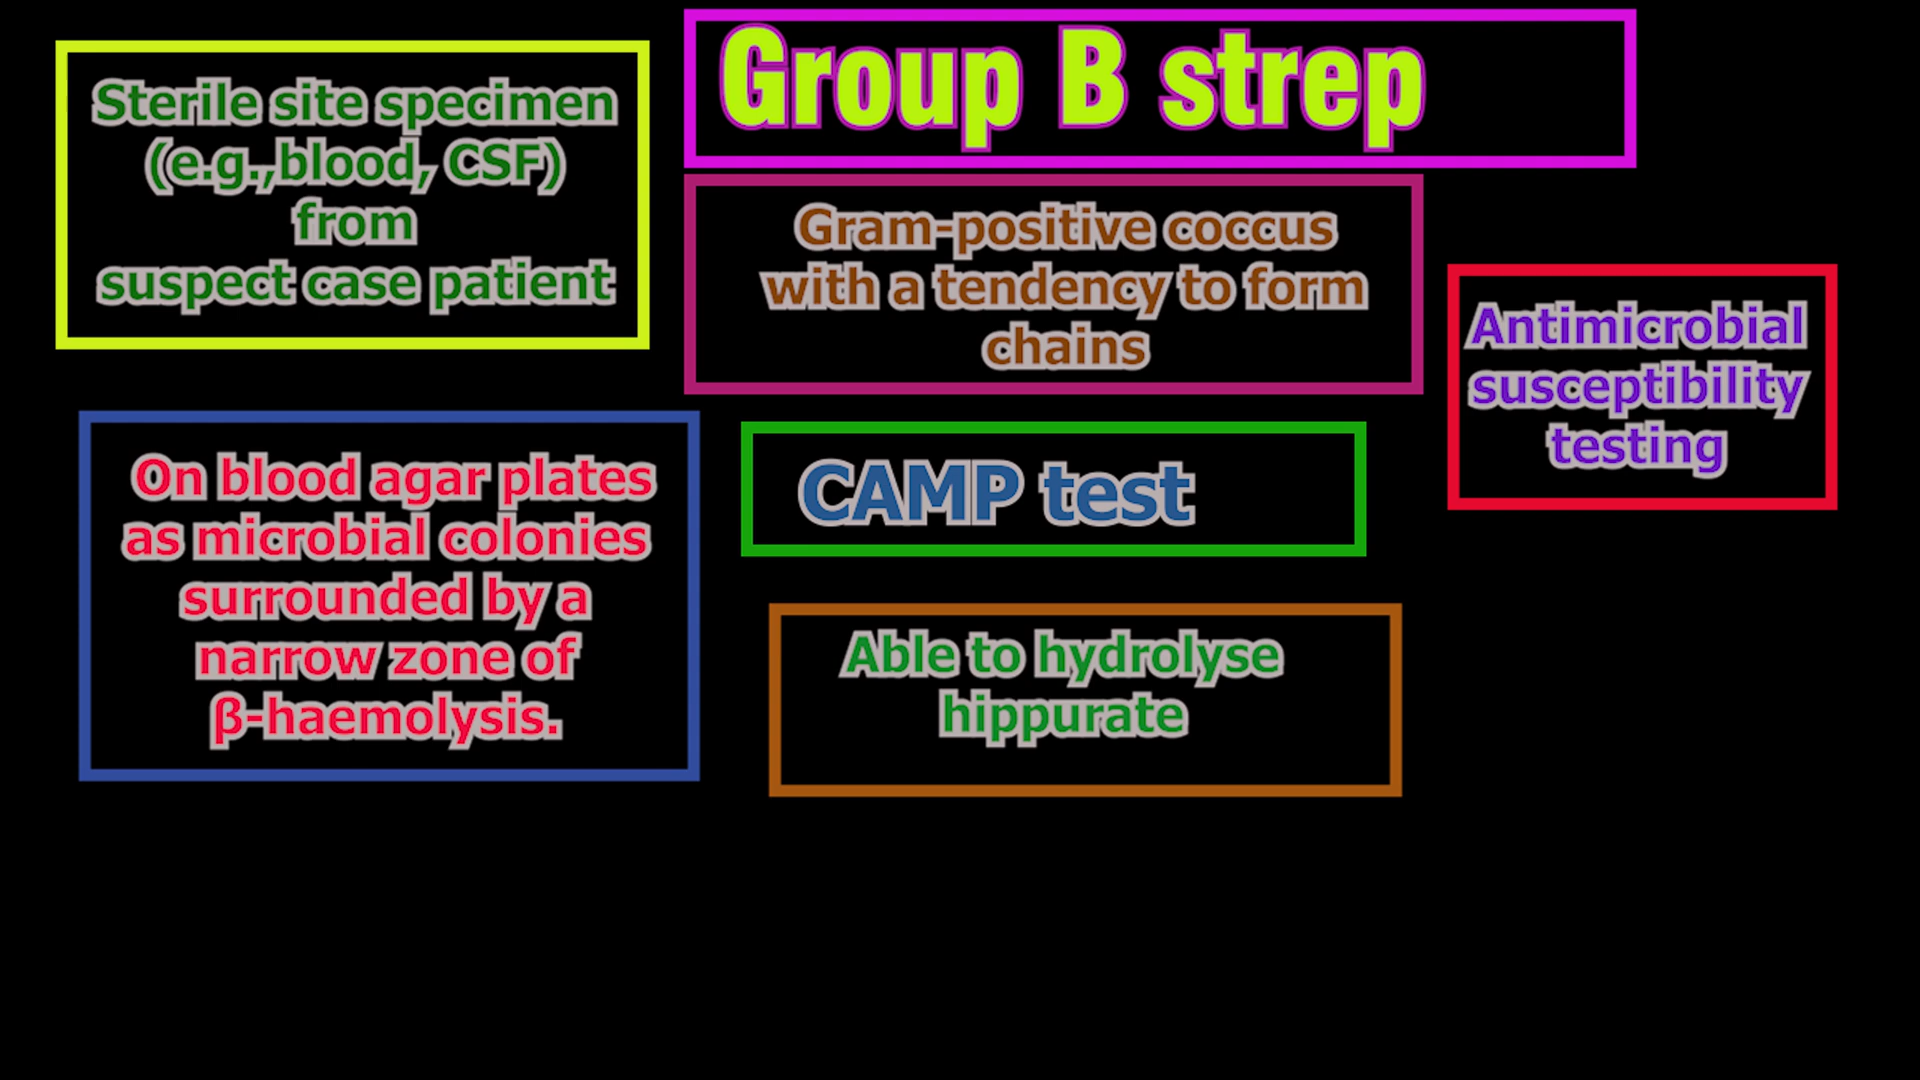 Group B strep
Sterile site specimen
(e.g.,blood, CSF)
from
suspect case patient
Gram-positive coccus
with a tendency to form
chains
Antimicrobial
susceptibility
testing
On blood agar plates
as microbial colonies
surrounded by a
narrow zone of
β-haemolysis.
CAMP test
Able to hydrolyse
hippurate